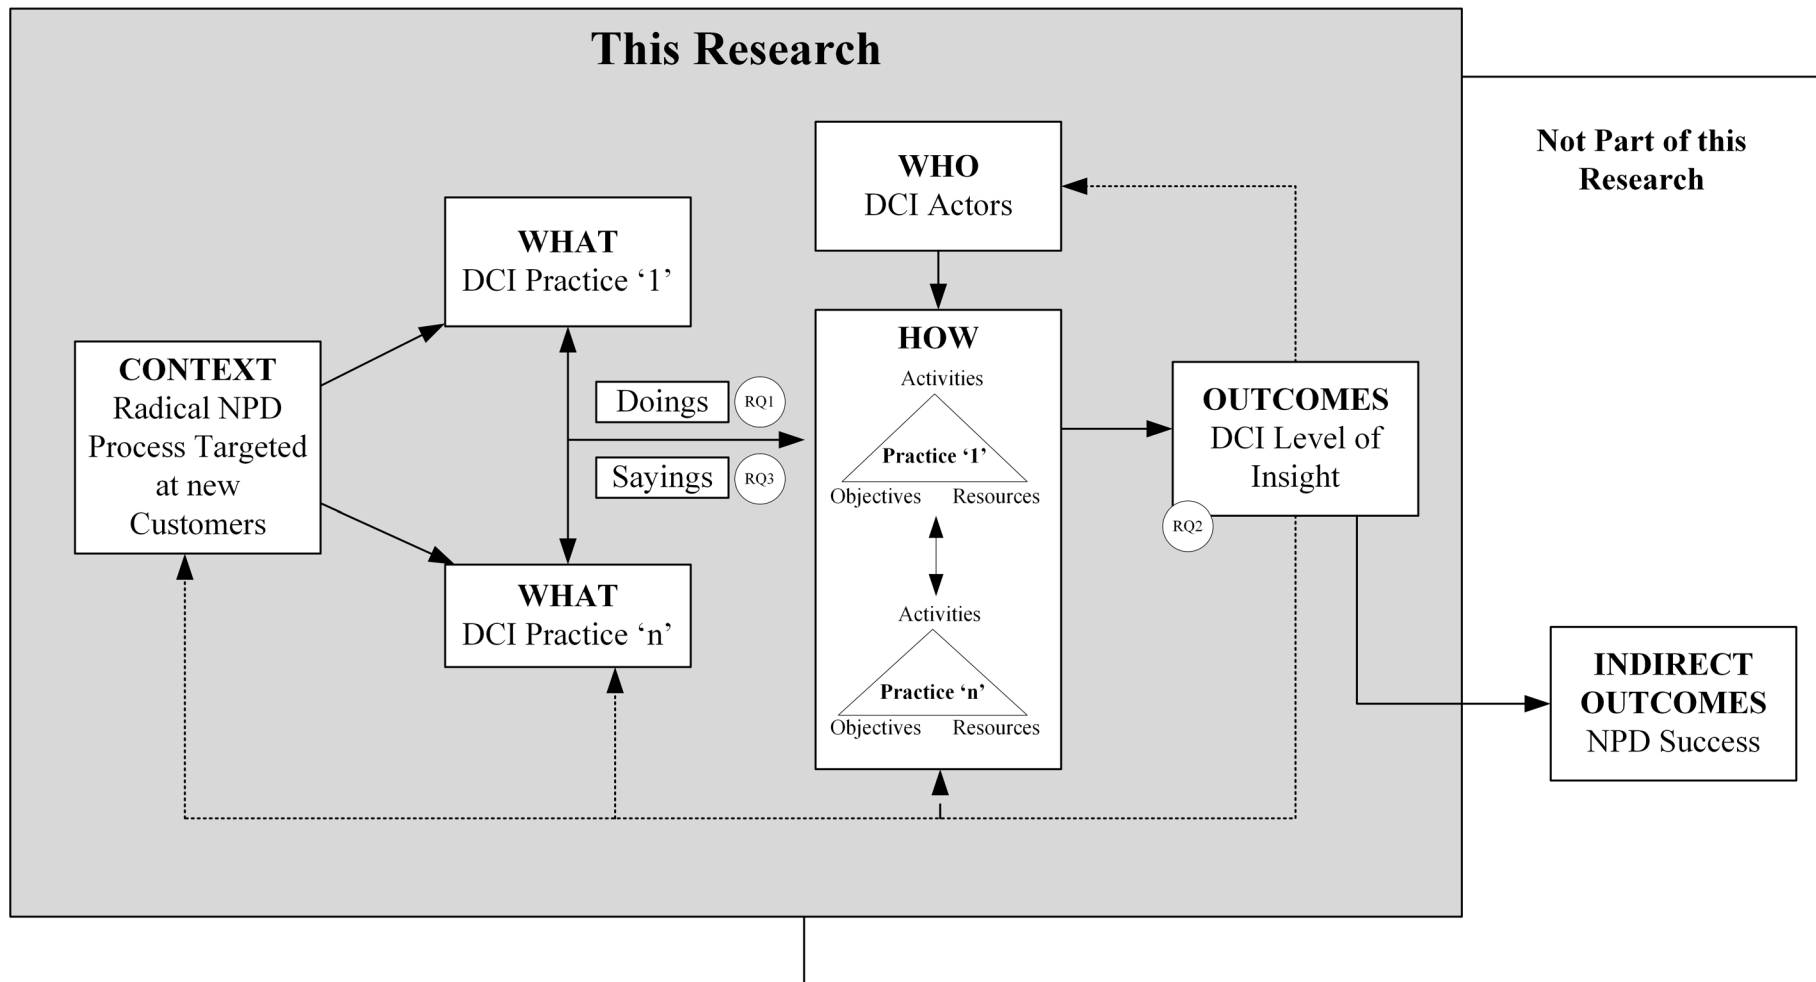 This Research
Not Part of this
Research
WHO
DCI Actors
WHAT
DCI Practice ‘1’
CONTEXT
Radical NPD
Process Targeted
at new
Customers
Doings
RQ1
Sayings
RQ3
WHAT
DCI Practice ‘n’
HOW
Activities
Practice ‘1’
Objectives
Resources
Activities
Practice ‘n’
Objectives
Resources
OUTCOMES
DCI Level of
Insight
RQ2
INDIRECT
OUTCOMES
NPD Success